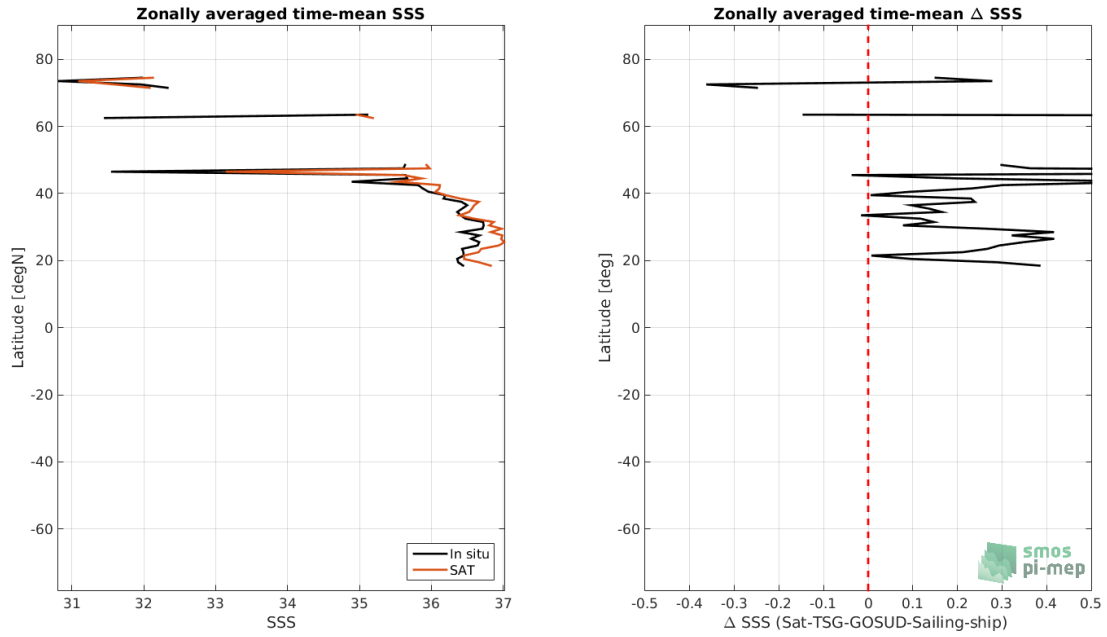 Zonally averaged time-mean SSS
80
60
40
20
0
-20
-40
-60
Latitude [degN]
31 32 33 34 35 36 37
SSS
In situ
SAT
Zonally averaged time-mean Δ SSS
80
60
40
20
0
-20
-40
-60
Latitude [deg]
-0.5 -0.4 -0.3 -0.2 -0.1 0 0.1 0.2 0.3 0.4 0.5
Δ SSS (Sat-TSG-GOSUD-Sailing-ship)
smos
pi-mep